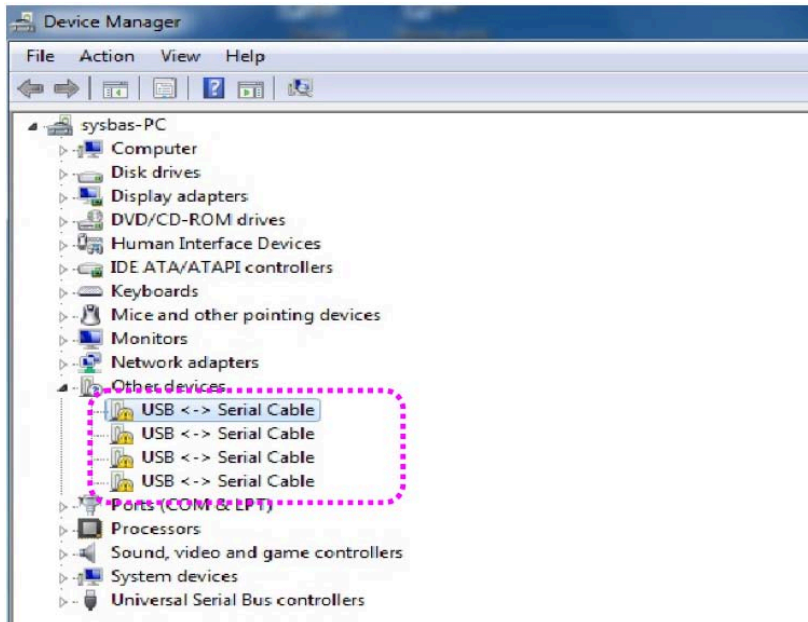 Device Manager
File Action View Help
sysbas-PC
Computer
Disk drives
Display adapters
DVD/CD-ROM drives
Human Interface Devices
IDE ATA/ATAPI controllers
Keyboards
Mice and other pointing devices
Monitors
Network adapters
Other devices
USB <-> Serial Cable
USB <-> Serial Cable
USB <-> Serial Cable
USB <-> Serial Cable
Ports (COM & LPT)
Processors
Sound, video and game controllers
System devices
Universal Serial Bus controllers